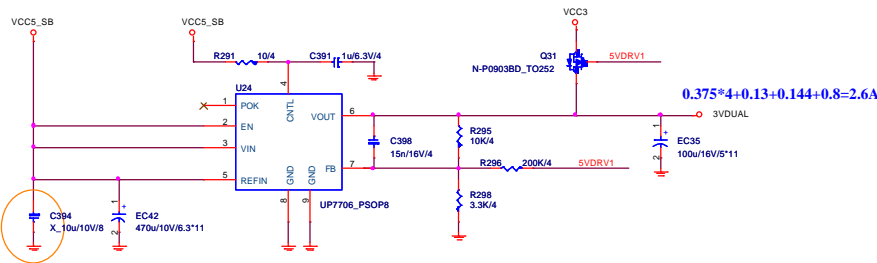 VCC5_SB
VCC5_SB
VCC3
R291
10/4
C391
1u/6.3V/4
Q31
N-P0903BD_TO252
5VDRV1
0.375*4+0.13+0.144+0.8=2.6A
3VDUAL
U24
4
CNTL
1
POK
2
EN
3
VIN
5
REFIN
VOUT
6
FB
7
GND
8
GND
9
UP7706_PSOP8
C398
15n/16V/4
R295
10K/4
R296
200K/4
5VDRV1
R298
3.3K/4
1
+
2
EC35
100u/16V/5*11
C394
X_10u/10V/8
1
+
2
EC42
470u/10V/6.3*11